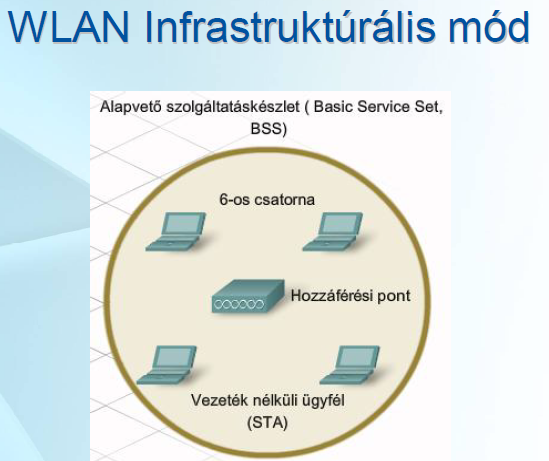 WLAN Infrastruktúrális mód
Alapvető szolgáltatáskészlet ( Basic Service Set,
BSS)
6-os csatorna
Hozzáférési pont
Vezeték nélküli ügyfél
(STA)